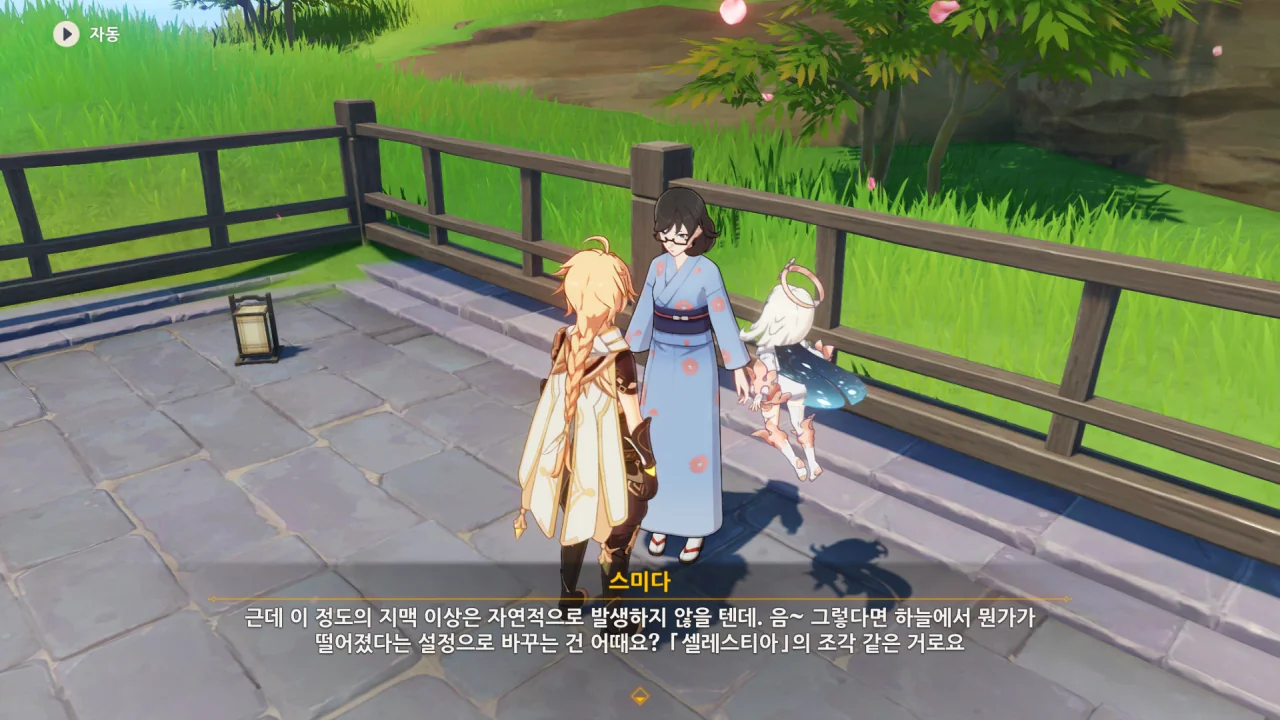 자동
스미다
근데 이 정도의 지맥 이상은 자연적으로 발생하지 않을 텐데. 음~ 그렇다면 하늘에서 뭔가가
떨어졌다는 설정으로 바꾸는 건 어때요? 「셀레스티아」의 조각 같은 거로요